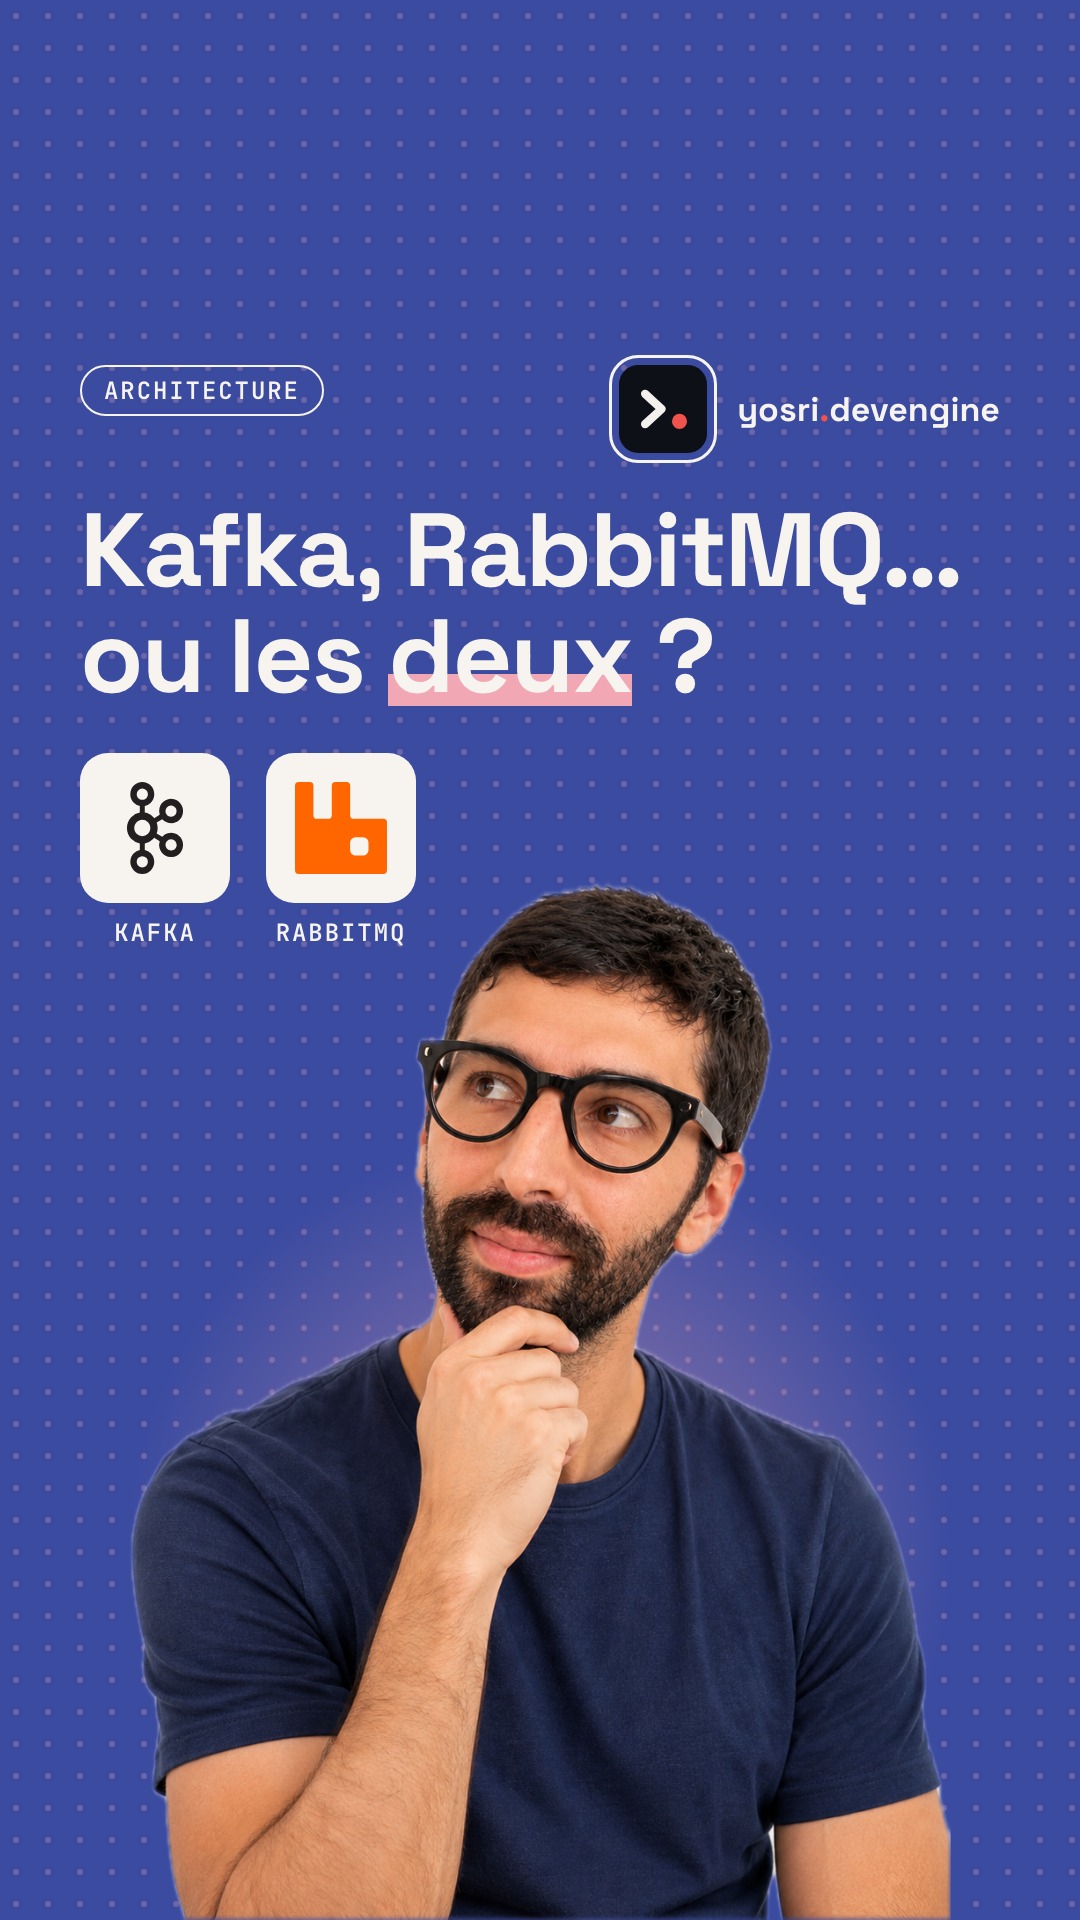 ARCHITECTURE
yosri.devengine
Kafka, RabbitMQ...
ou les deux ?
KAFKA
RABBITMQ